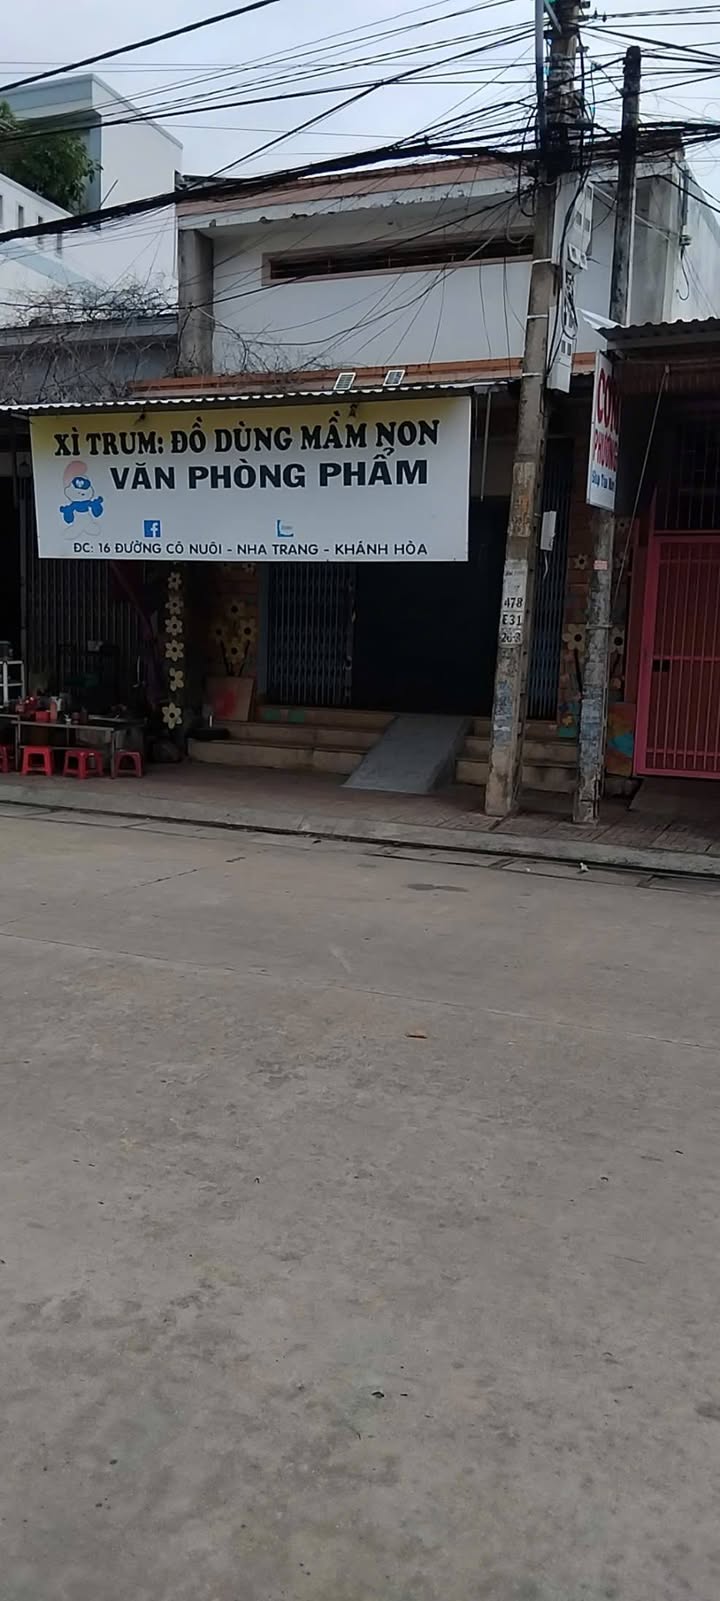 XÌ TRUM: ĐỒ DÙNG MẦM NON
VĂN PHÒNG PHẨM
ĐC: 16 ĐƯỜNG CÔ NUÔI - NHA TRANG - KHÁNH HÒA
478
E31